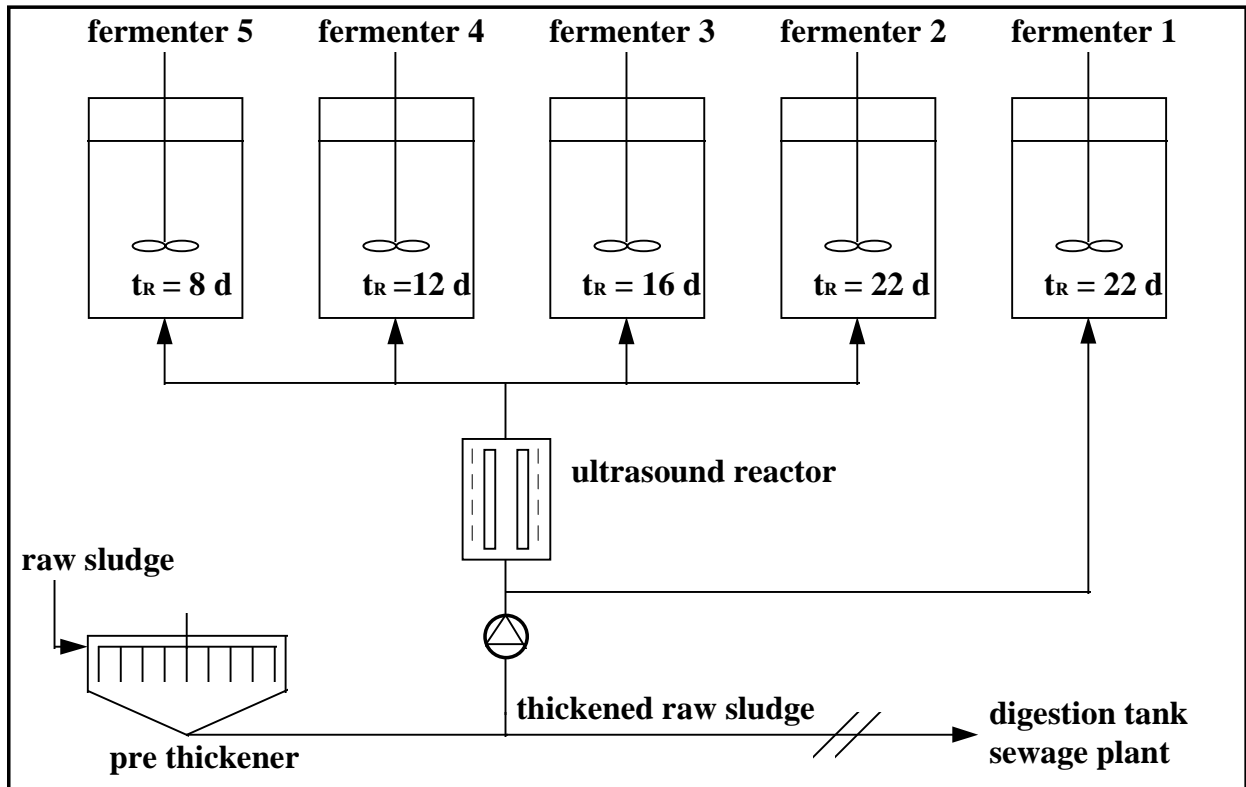 fermenter 5 fermenter 4 fermenter 3 fermenter 2 fermenter 1
tR = 8 d tR =12 d tR = 16 d tR = 22 d tR = 22 d
ultrasound reactor
raw sludge
thickened raw sludge
digestion tank
sewage plant
pre thickener